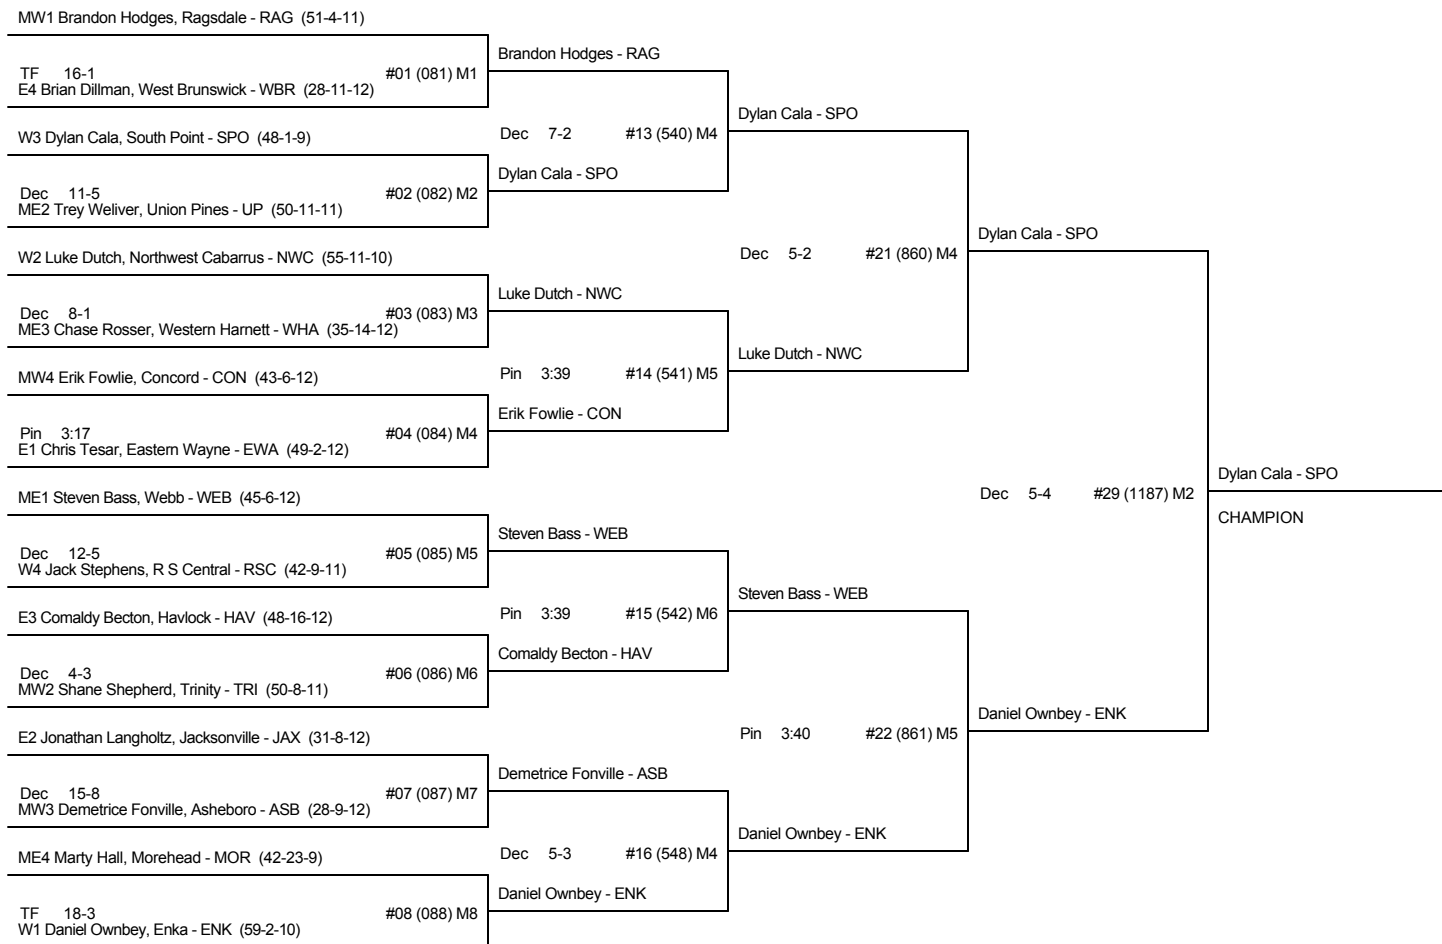 MW1 Brandon Hodges, Ragsdale - RAG (51-4-11)
Brandon Hodges - RAG
TF 16-1 #01 (081) M1
E4 Brian Dillman, West Brunswick - WBR (28-11-12)
Dylan Cala - SPO
W3 Dylan Cala, South Point - SPO (48-1-9)
Dec 7-2 #13 (540) M4
Dylan Cala - SPO
Dec 11-5 #02 (082) M2
ME2 Trey Weliver, Union Pines - UP (50-11-11)
Dylan Cala - SPO
W2 Luke Dutch, Northwest Cabarrus - NWC (55-11-10)
Dec 5-2 #21 (860) M4
Luke Dutch - NWC
Dec 8-1 #03 (083) M3
ME3 Chase Rosser, Western Harnett - WHA (35-14-12)
Luke Dutch - NWC
MW4 Erik Fowlie, Concord - CON (43-6-12)
Pin 3:39 #14 (541) M5
Erik Fowlie - CON
Pin 3:17 #04 (084) M4
E1 Chris Tesar, Eastern Wayne - EWA (49-2-12)
Dylan Cala - SPO
ME1 Steven Bass, Webb - WEB (45-6-12)
Dec 5-4 #29 (1187) M2
CHAMPION
Steven Bass - WEB
Dec 12-5 #05 (085) M5
W4 Jack Stephens, R S Central - RSC (42-9-11)
Steven Bass - WEB
E3 Comaldy Becton, Havlock - HAV (48-16-12)
Pin 3:39 #15 (542) M6
Comaldy Becton - HAV
Dec 4-3 #06 (086) M6
MW2 Shane Shepherd, Trinity - TRI (50-8-11)
Daniel Ownbey - ENK
E2 Jonathan Langholtz, Jacksonville - JAX (31-8-12)
Pin 3:40 #22 (861) M5
Demetrice Fonville - ASB
Dec 15-8 #07 (087) M7
MW3 Demetrice Fonville, Asheboro - ASB (28-9-12)
Daniel Ownbey - ENK
ME4 Marty Hall, Morehead - MOR (42-23-9)
Dec 5-3 #16 (548) M4
Daniel Ownbey - ENK
TF 18-3 #08 (088) M8
W1 Daniel Ownbey, Enka - ENK (59-2-10)